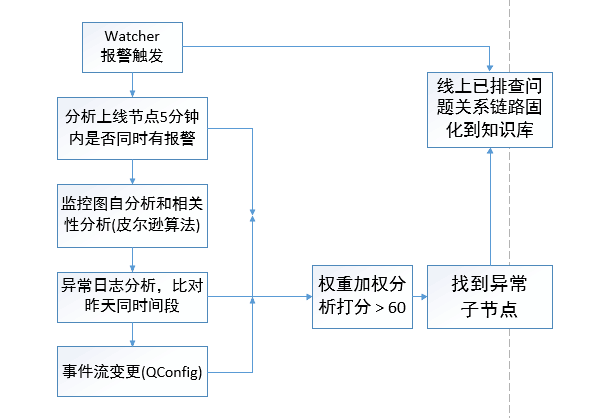 Watcher
报警触发
线上已排查问
题关系链路固
化到知识库
分析上线节点5分钟
内是否同时有报警
监控图自分析和相关
性分析(皮尔逊算法)
异常日志分析，比对
昨天同时间段
权重加权分
析打分＞60
找到异常
子节点
事件流变更(QConfig)